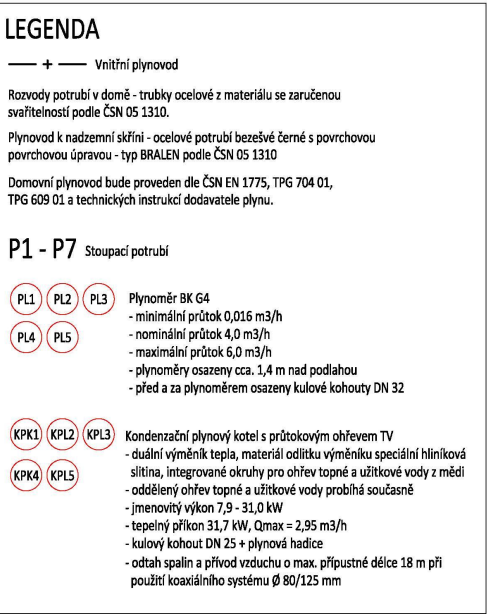 LEGENDA
Vnitřní plynovod
Rozvody potrubí v domě - trubky ocelové z materiálu se zaručenou
svařitelností podle ČSN 05 1310.
Plynovod k nadzemní skříni - ocelové potrubí bezešvé černé s povrchovou
povrchovou úpravou - typ BRALEN podle ČSN 05 1310
Domovní plynovod bude proveden dle ČSN EN 1775, TPG 704 01,
TPG 609 01 a technických instrukcí dodavatele plynu.
P1 - P7 Stoupací potrubí
PL1 PL2 PL3 Plynoměr BK G4
- minimální průtok 0,016 m3/h
PL4 PL5 - nominální průtok 4,0 m3/h
- maximální průtok 6,0 m3/h
- plynoměry osazeny cca. 1,4 m nad podlahou
- před a za plynoměrem osazeny kulové kohouty DN 32
KPK1 KPL2 KPL3 Kondenzační plynový kotel s průtokovým ohřevem TV
- duální výměník tepla, materiál odlitku výměníku speciální hliníková
KPK4 KPL5 slitina, integrované okruhy pro ohřev topné a užitkové vody z mědi
- oddělený ohřev topné a užitkové vody probíhá současně
- jmenovitý výkon 7,9 - 31,0 kW
- tepelný příkon 31,7 kW, Qmax = 2,95 m3/h
- kulový kohout DN 25 + plynová hadice
- odtah spalin a přívod vzduchu o max. přípustné délce 18 m při
použití koaxiálního systému Ø 80/125 mm